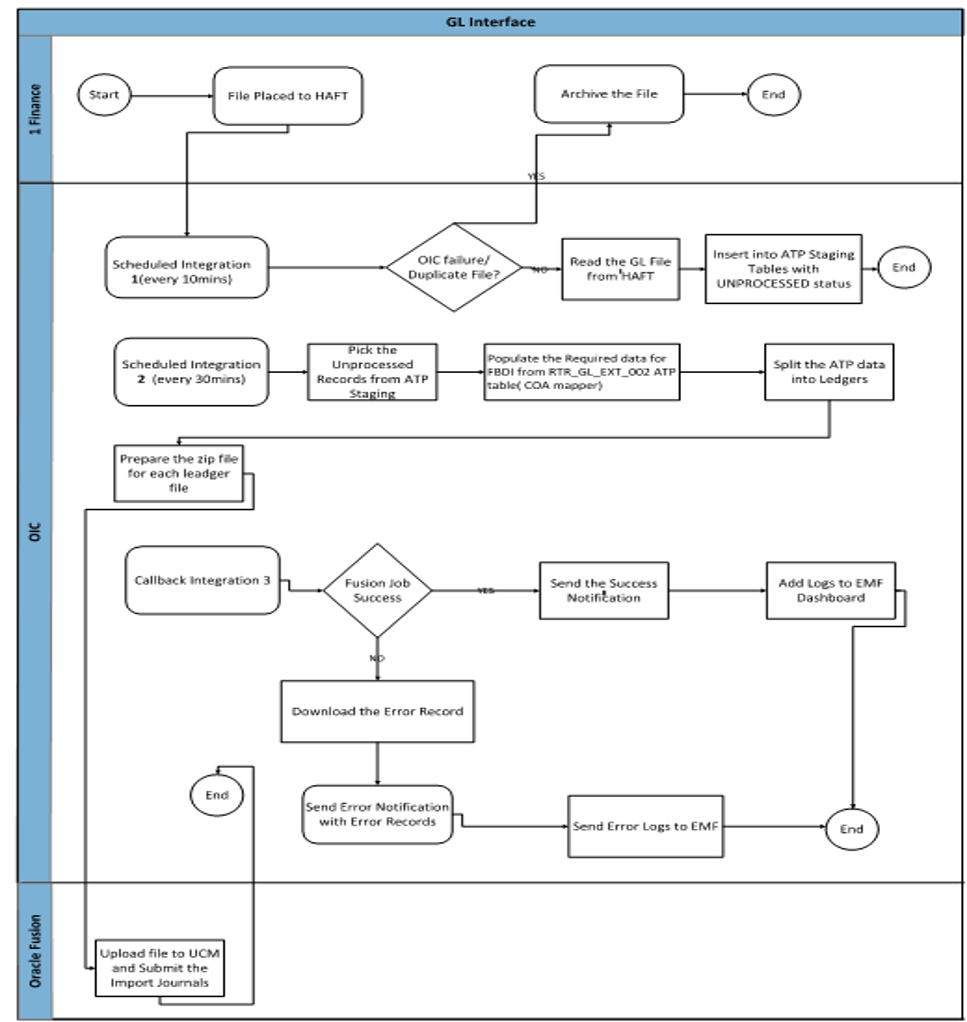 GL Interface
1 Finance
Start
File Placed to HAFT
Archive the File
End
YES
OIC
Scheduled Integration
1(every 10mins)
OIC failure/
Duplicate File?
NO
Read the GL File
from HAFT
Insert into ATP Staging
Tables with
UNPROCESSED status
End
Scheduled Integration
2 (every 30mins)
Pick the
Unprocessed
Records from ATP
Staging
Populate the Required data for
FBDI from RTR_GL_EXT_002 ATP
table( COA mapper)
Split the ATP data
into Ledgers
Prepare the zip file
for each leadger
file
Callback Integration 3
Fusion Job
Success
YES
Send the Success
Notification
Add Logs to EMF
Dashboard
NO
Download the Error Record
End
Send Error Notification
with Error Records
Send Error Logs to EMF
End
Oracle Fusion
Upload file to UCM
and Submit the
Import Journals